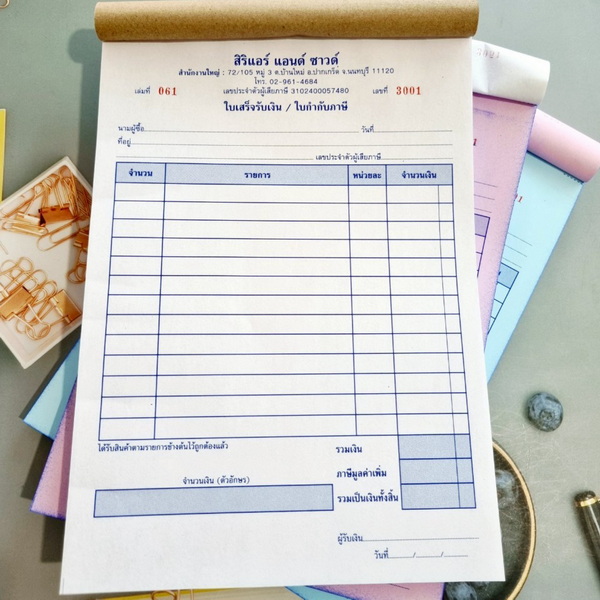 สิริแอร์ แอนด์ ซาวด์
สำนักงานใหญ่ : 72/105 หมู่ 3 ต.บ้านใหม่ อ.ปากเกร็ด จ.นนทบุรี 11120
โทร. 02-961-4684
เล่มที่ 061 เลขประจำตัวผู้เสียภาษี 3102400057480 เลขที่ 3001
ใบเสร็จรับเงิน / ใบกำกับภาษี
นามผู้ซื้อ วันที่
ที่อยู่
เลขประจำตัวผู้เสียภาษี
จำนวน รายการ หน่วยละ จำนวนเงิน
ได้รับสินค้าตามรายการข้างต้นไว้ถูกต้องแล้ว รวมเงิน
ภาษีมูลค่าเพิ่ม
จำนวนเงิน (ตัวอักษร)
รวมเป็นเงินทั้งสิ้น
ผู้รับเงิน
วันที่ / /